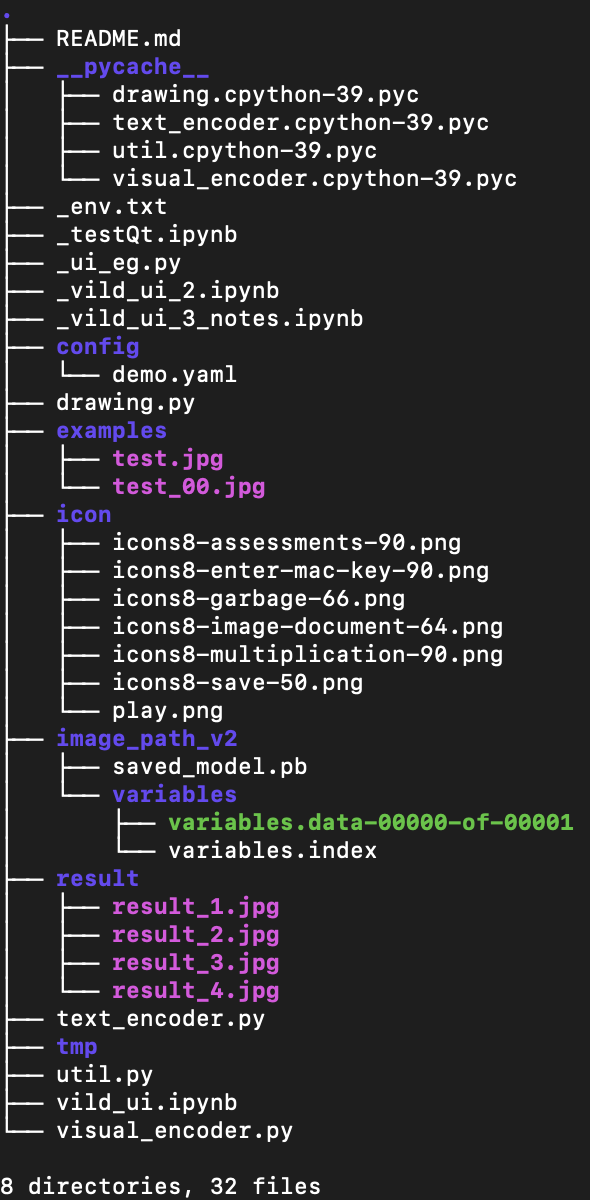 .
├── README.md
├── __pycache__
│   ├── drawing.cpython-39.pyc
│   ├── text_encoder.cpython-39.pyc
│   ├── util.cpython-39.pyc
│   └── visual_encoder.cpython-39.pyc
├── _env.txt
├── _testQt.ipynb
├── _ui_eg.py
├── _vild_ui_2.ipynb
├── _vild_ui_3_notes.ipynb
├── config
│   └── demo.yaml
├── drawing.py
├── examples
│   ├── test.jpg
│   └── test_00.jpg
├── icon
│   ├── icons8-assessments-90.png
│   ├── icons8-enter-mac-key-90.png
│   ├── icons8-garbage-66.png
│   ├── icons8-image-document-64.png
│   ├── icons8-multiplication-90.png
│   ├── icons8-save-50.png
│   └── play.png
├── image_path_v2
│   ├── saved_model.pb
│   └── variables
│       ├── variables.data-00000-of-00001
│       └── variables.index
├── result
│   ├── result_1.jpg
│   ├── result_2.jpg
│   ├── result_3.jpg
│   └── result_4.jpg
├── text_encoder.py
├── tmp
├── util.py
├── vild_ui.ipynb
└── visual_encoder.py
8 directories, 32 files